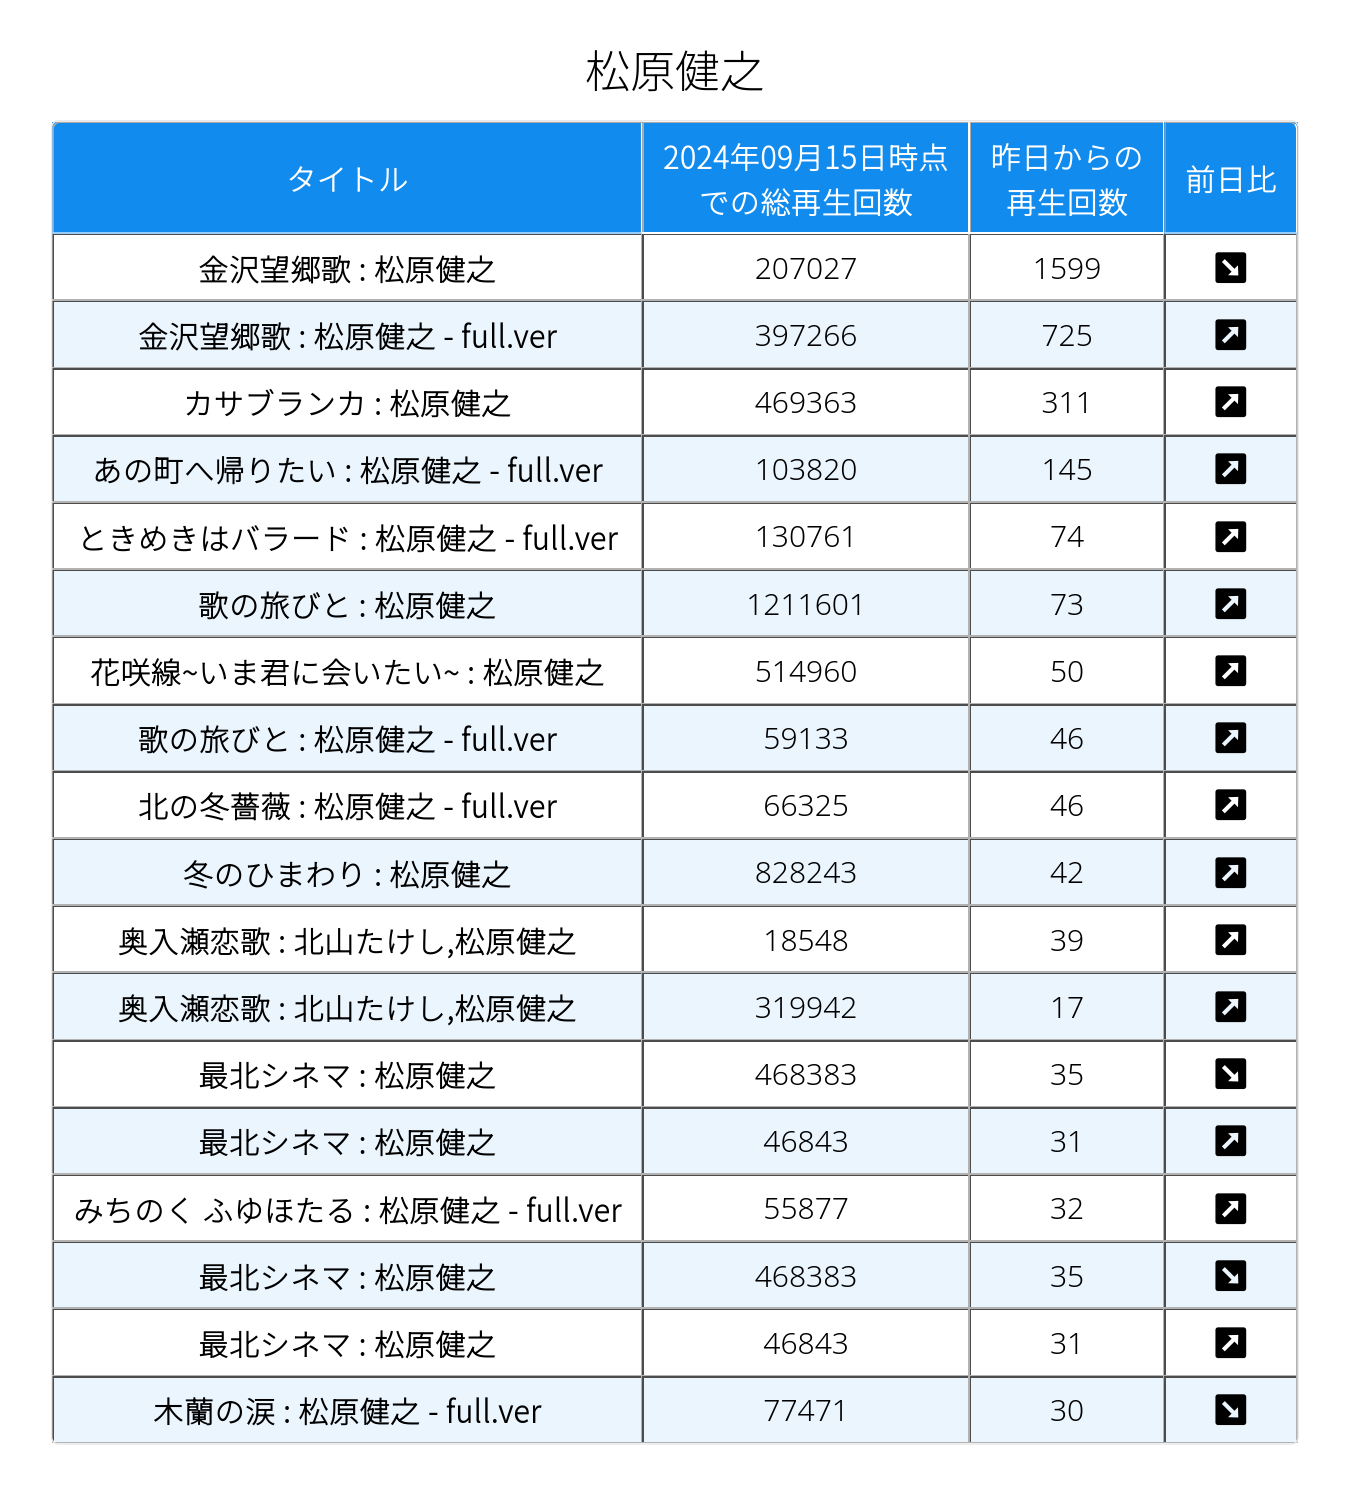 松原健之
タイトル 2024年09月15日時点での総再生回数 昨日からの再生回数 前日比
金沢望郷歌 : 松原健之 207027 1599 ↘
金沢望郷歌 : 松原健之 - full.ver 397266 725 ↗
カサブランカ : 松原健之 469363 311 ↗
あの町へ帰りたい : 松原健之 - full.ver 103820 145 ↗
ときめきはバラード : 松原健之 - full.ver 130761 74 ↗
歌の旅びと : 松原健之 1211601 73 ↗
花咲線~いま君に会いたい~ : 松原健之 514960 50 ↗
歌の旅びと : 松原健之 - full.ver 59133 46 ↗
北の冬薔薇 : 松原健之 - full.ver 66325 46 ↗
冬のひまわり : 松原健之 828243 42 ↗
奥入瀬恋歌 : 北山たけし,松原健之 18548 39 ↗
奥入瀬恋歌 : 北山たけし,松原健之 319942 17 ↗
最北シネマ : 松原健之 468383 35 ↘
最北シネマ : 松原健之 46843 31 ↗
みちのく ふゆほたる : 松原健之 - full.ver 55877 32 ↗
最北シネマ : 松原健之 468383 35 ↘
最北シネマ : 松原健之 46843 31 ↗
木蘭の涙 : 松原健之 - full.ver 77471 30 ↘